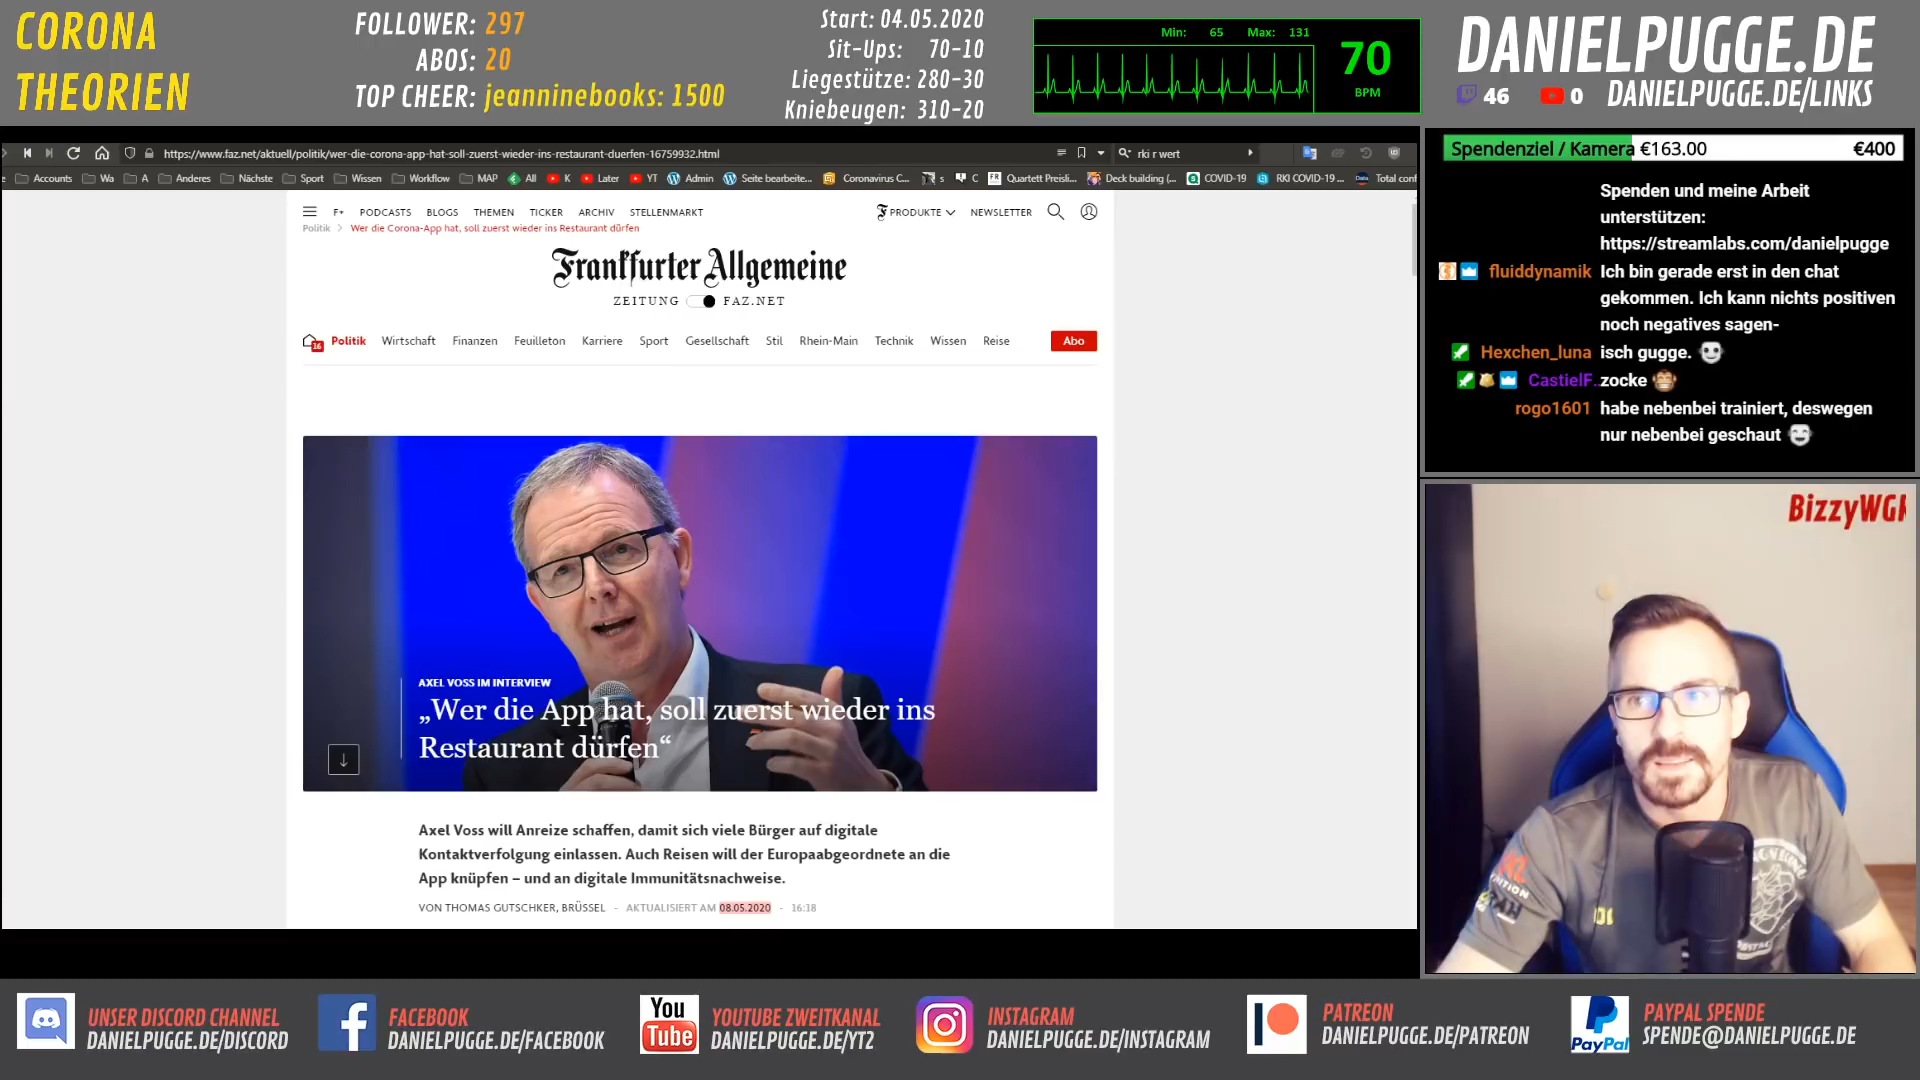 CORONA
THEORIEN
FOLLOWER: 297
ABOS: 20
TOP CHEER: jeanninebooks: 1500
Start: 04.05.2020
Sit-Ups: 70-10
Liegestütze: 280-30
Kniebeugen: 310-20
Min: 65 Max: 131
70
BPM
DANIELPUGGE.DE
46 0 DANIELPUGGE.DE/LINKS
https://www.faz.net/aktuell/politik/wer-die-corona-app-hat-soll-zuerst-wieder-ins-restaurant-duerfen-16759932.html
rki r wert
Accounts Wa A Anderes Nächste Sport Wissen Workflow MAP All K Later YT Admin Seite bearbeite... Coronavirus C... s C Quartett Preisli... Deck building (... COVID-19 RKI COVID-19 ... Total conf
F+ PODCASTS BLOGS THEMEN TICKER ARCHIV STELLENMARKT
PRODUKTE NEWSLETTER
Politik > Wer die Corona-App hat, soll zuerst wieder ins Restaurant dürfen
Frankfurter Allgemeine
ZEITUNG FAZ.NET
16 Politik Wirtschaft Finanzen Feuilleton Karriere Sport Gesellschaft Stil Rhein-Main Technik Wissen Reise Abo
AXEL VOSS IM INTERVIEW
„Wer die App hat, soll zuerst wieder ins
Restaurant dürfen“
Axel Voss will Anreize schaffen, damit sich viele Bürger auf digitale
Kontaktverfolgung einlassen. Auch Reisen will der Europaabgeordnete an die
App knüpfen – und an digitale Immunitätsnachweise.
VON THOMAS GUTSCHKER, BRÜSSEL - AKTUALISIERT AM 08.05.2020 - 16:18
Spendenziel / Kamera €163.00 €400
Spenden und meine Arbeit
unterstützen:
https://streamlabs.com/danielpugge
fluiddynamik Ich bin gerade erst in den chat
gekommen. Ich kann nichts positiven
noch negatives sagen-
Hexchen_luna isch gugge.
CastielF... zocke
rogo1601 habe nebenbei trainiert, deswegen
nur nebenbei geschaut
BizzyWGR
UNSER DISCORD CHANNEL
DANIELPUGGE.DE/DISCORD
FACEBOOK
DANIELPUGGE.DE/FACEBOOK
You
Tube
YOUTUBE ZWEITKANAL
DANIELPUGGE.DE/YT2
INSTAGRAM
DANIELPUGGE.DE/INSTAGRAM
PATREON
DANIELPUGGE.DE/PATREON
PayPal
PAYPAL SPENDE
SPENDE@DANIELPUGGE.DE